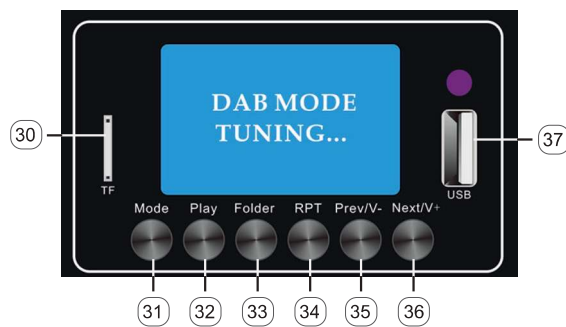 DAB MODE
TUNING...
30
37
TF
USB
Mode Play Folder RPT Prev/V- Next/V+
31 32 33 34 35 36